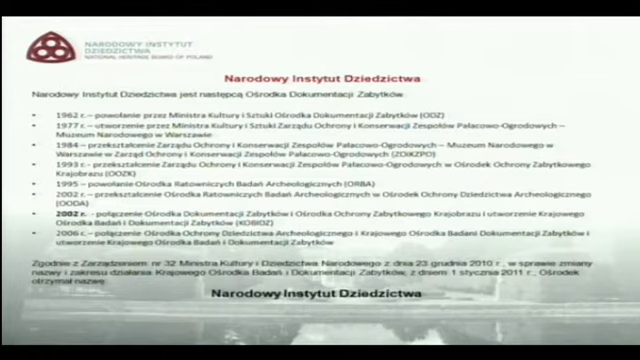 NARODOWY INSTYTUT
DZIEDZICTWA
NATIONAL HERITAGE BOARD OF POLAND
Narodowy Instytut Dziedzictwa
Narodowy Instytut Dziedzictwa jest następcą Ośrodka Dokumentacji Zabytków
• 1962 r. – powołanie przez Ministra Kultury i Sztuki Ośrodka Dokumentacji Zabytków (ODZ)
• 1977 r. – utworzenie przez Ministra Kultury i Sztuki Zarządu Ochrony i Konserwacji Zespołów Pałacowo-Ogrodowych –
Muzeum Narodowego w Warszawie
• 1984 – przekształcenie Zarządu Ochrony i Konserwacji Zespołów Pałacowo-Ogrodowych – Muzeum Narodowego w
Warszawie w Zarząd Ochrony i Konserwacji Zespołów Pałacowo-Ogrodowych (ZOiKZPO)
• 1993 r. – przekształcenie Zarządu Ochrony i Konserwacji Zespołów Pałacowo-Ogrodowych w Ośrodek Ochrony Zabytkowego
Krajobrazu (OOZK)
• 1995 – powołanie Ośrodka Ratowniczych Badań Archeologicznych (ORBA)
• 2002 r. – przekształcenie Ośrodka Ratowniczych Badań Archeologicznych w Ośrodek Ochrony Dziedzictwa Archeologicznego
(OODA)
• 2002 r. - połączenie Ośrodka Dokumentacji Zabytków i Ośrodka Ochrony Zabytkowego Krajobrazu i utworzenie Krajowego
Ośrodka Badań i Dokumentacji Zabytków (KOBiDZ)
• 2006 r. – połączenie Ośrodka Ochrony Dziedzictwa Archeologicznego i Krajowego Ośrodka Badań i Dokumentacji Zabytków i
utworzenie Krajowego Ośrodka Badań i Dokumentacji Zabytków
Zgodnie z Zarządzeniem nr 32 Ministra Kultury i Dziedzictwa Narodowego z dnia 23 grudnia 2010 r., w sprawie zmiany
nazwy i zakresu działania Krajowego Ośrodka Badań i Dokumentacji Zabytków, z dniem 1 stycznia 2011 r., Ośrodek
otrzymał nazwę:
Narodowy Instytut Dziedzictwa